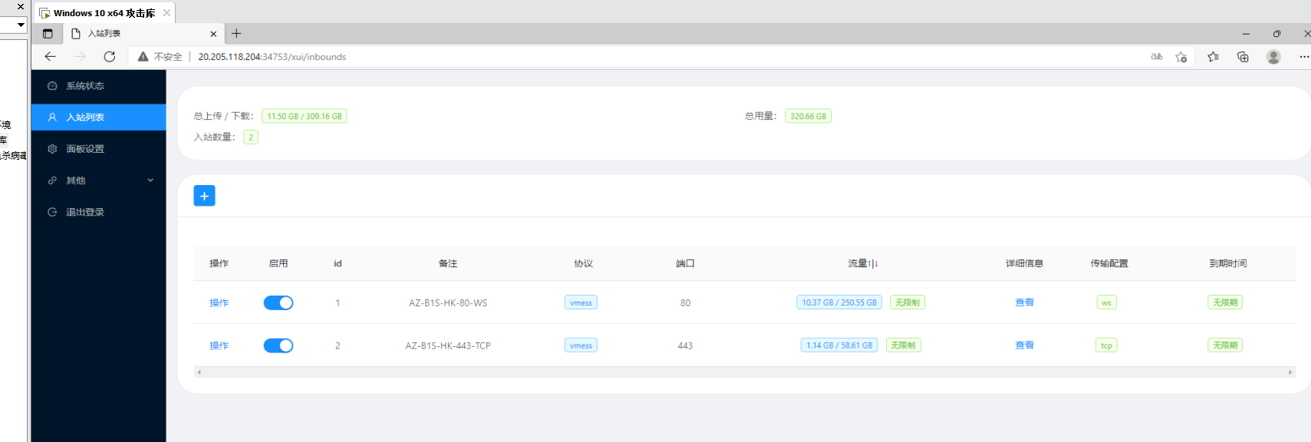 Windows 10 x64 攻击库
入站列表
不安全 20.205.118.204:34753/xui/inbounds
系统状态
入站列表
面板设置
其他
退出登录
总上传 / 下载： 11.50 GB / 309.16 GB 总用量： 320.66 GB
入站数量： 2
操作 启用 id 备注 协议 端口 流量↑|↓ 详细信息 传输配置 到期时间
操作 1 AZ-B1S-HK-80-WS vmess 80 10.37 GB / 250.55 GB 无限制 查看 ws 无限期
操作 2 AZ-B1S-HK-443-TCP vmess 443 1.14 GB / 58.61 GB 无限制 查看 tcp 无限期